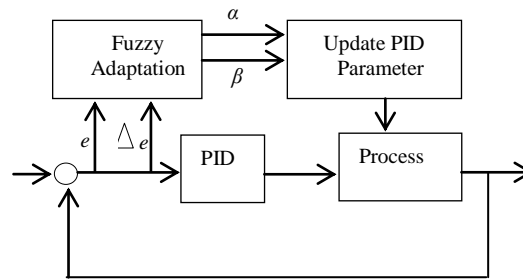 α
Fuzzy
Adaptation
β
Update PID
Parameter
e
Δ e
PID
Process